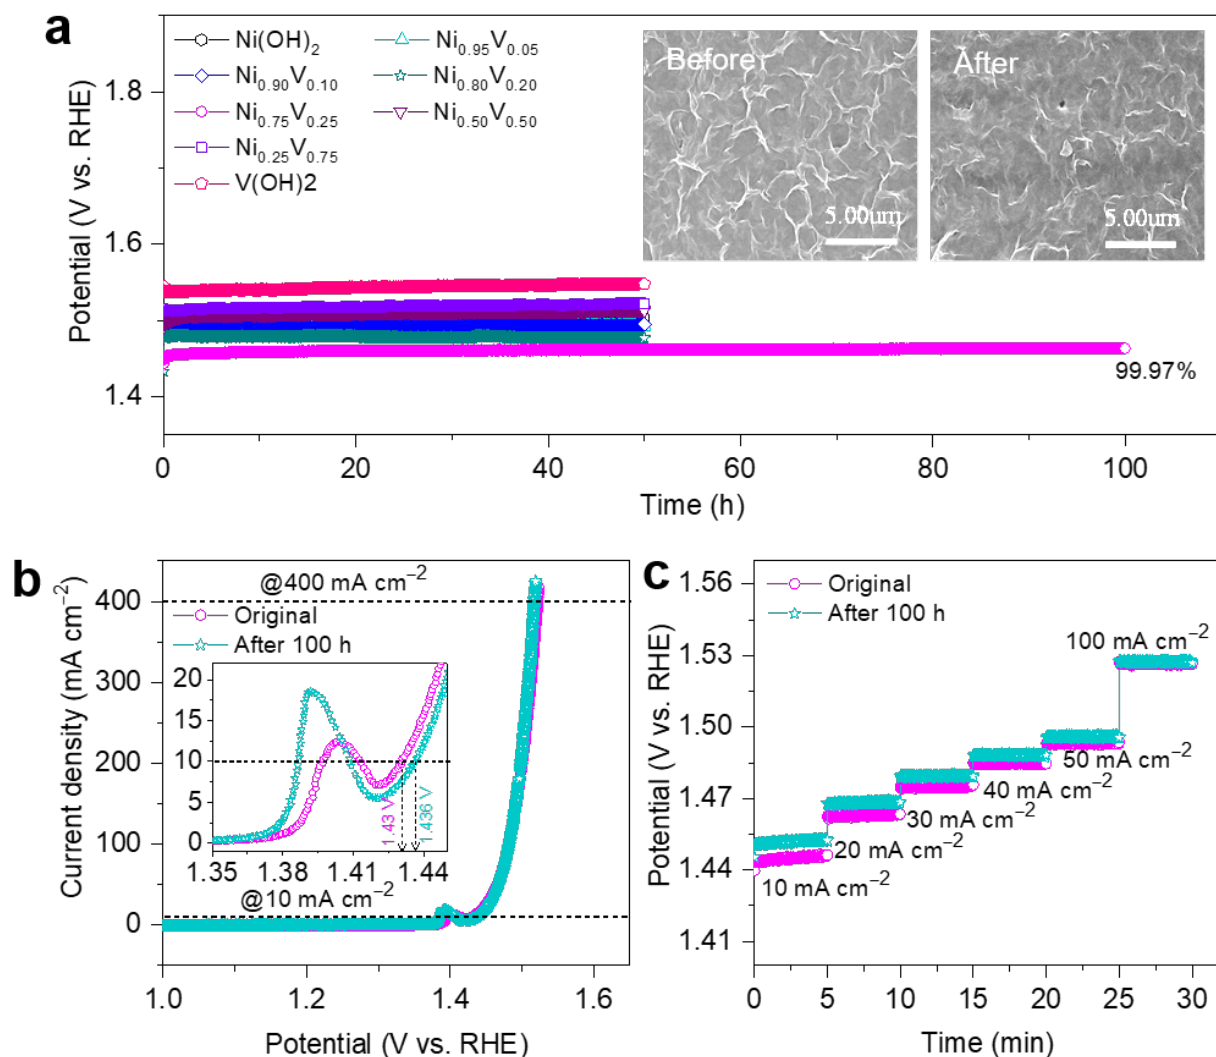 a
Ni(OH)₂
Ni₀.₉₅V₀.₀₅
Ni₀.₉₀V₀.₁₀
Ni₀.₈₀V₀.₂₀
Ni₀.₇₅V₀.₂₅
Ni₀.₅₀V₀.₅₀
Ni₀.₂₅V₀.₇₅
V(OH)2
Before
5.00um
After
5.00um
Potential (V vs. RHE)
1.8
1.6
1.4
99.97%
0 20 40 60 80 100
Time (h)
b
@400 mA cm⁻²
Original
After 100 h
Current density (mA cm⁻²)
400
300
200
100
0
20
15
10
5
0
1.43 V
1.436 V
1.35 1.38 1.41 1.44
@10 mA cm⁻²
1.0 1.2 1.4 1.6
Potential (V vs. RHE)
c
Original
After 100 h
Potential (V vs. RHE)
1.56
1.53
1.50
1.47
1.44
1.41
100 mA cm⁻²
50 mA cm⁻²
40 mA cm⁻²
30 mA cm⁻²
20 mA cm⁻²
10 mA cm⁻²
0 5 10 15 20 25 30
Time (min)